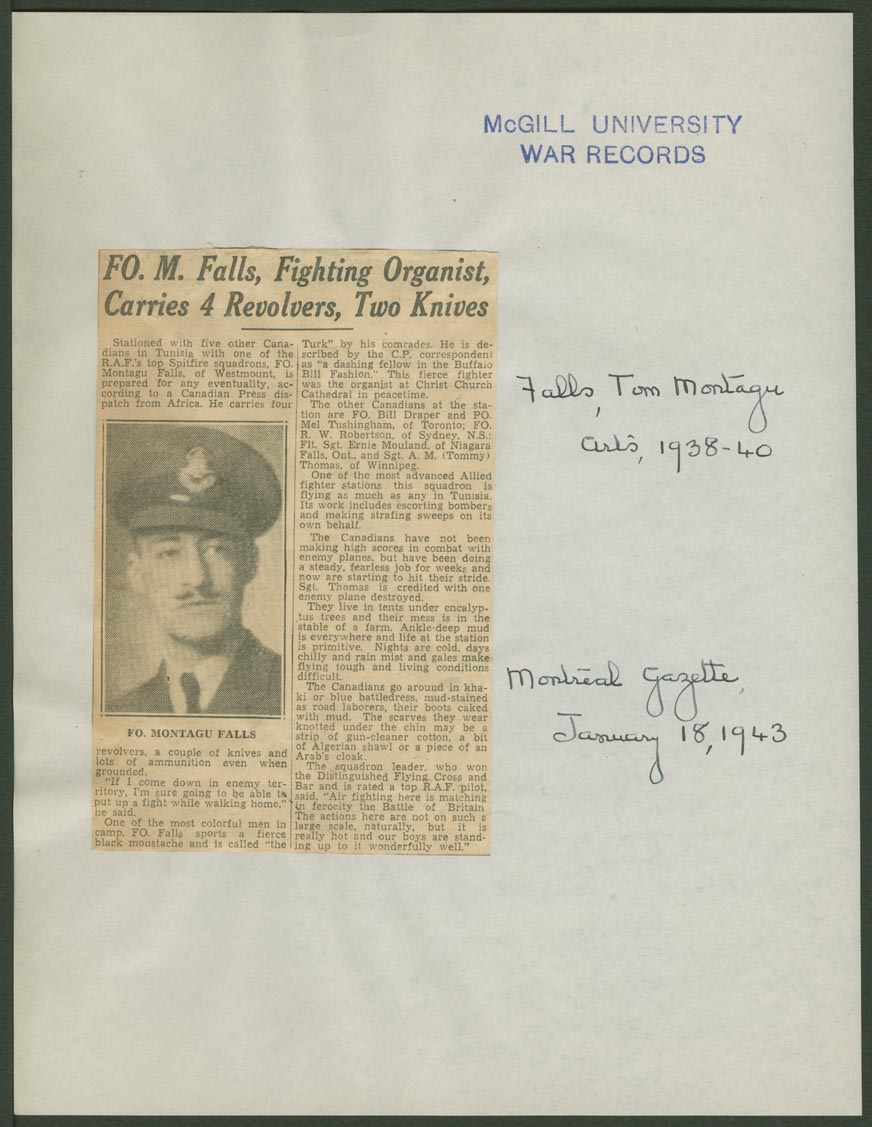 McGILL UNIVERSITY
WAR RECORDS
FO. M. Falls, Fighting Organist,
Carries 4 Revolvers, Two Knives
Stationed with five other Cana-
dians in Tunisia with one of the
R.A.F.'s top Spitfire squadrons, FO.
Montagu Falls, of Westmount, is
prepared for any eventuality, ac-
cording to a Canadian Press dis-
patch from Africa. He carries four
FO. MONTAGU FALLS
revolvers, a couple of knives and
lots of ammunition even when
grounded.
"If I come down in enemy ter-
ritory, I'm sure going to be able to
put up a fight while walking home,"
he said.
One of the most colorful men in
camp, FO. Falls sports a fierce
black moustache and is called "the
Turk" by his comrades. He is de-
scribed by the C.P. correspondent
as "a dashing fellow in the Buffalo
Bill Fashion." This fierce fighter
was the organist at Christ Church
Cathedral in peacetime.
The other Canadians at the sta-
tion are FO. Bill Draper and PO.
Mel Tushingham, of Toronto; FO.
R. W. Robertson, of Sydney, N.S.;
Flt. Sgt. Ernie Mouland, of Niagara
Falls, Ont., and Sgt. A. M. (Tommy)
Thomas, of Winnipeg.
One of the most advanced Allied
fighter stations this squadron is
flying as much as any in Tunisia.
Its work includes escorting bombers
and making strafing sweeps on its
own behalf.
The Canadians have not been
making high scores in combat with
enemy planes, but have been doing
a steady, fearless job for weeks and
now are starting to hit their stride.
Sgt. Thomas is credited with one
enemy plane destroyed.
They live in tents under encalyp-
tus trees and their mess is in the
stable of a farm. Ankle-deep mud
is everywhere and life at the station
is primitive. Nights are cold, days
chilly and rain mist and gales make
flying tough and living conditions
difficult.
The Canadians go around in kha-
ki or blue battledress, mud-stained
as road laborers, their boots caked
with mud. The scarves they wear
knotted under the chin may be a
strip of gun-cleaner cotton, a bit
of Algerian shawl or a piece of an
Arab's cloak.
The squadron leader, who won
the Distinguished Flying Cross and
Bar and is rated a top R.A.F. pilot,
said, "Air fighting here is matching
in ferocity the Battle of Britain
The actions here are not on such a
large scale, naturally, but it is
really hot and our boys are stand-
ing up to it wonderfully well."
Falls, Tom Montagu
Arts, 1938-40
Montreal Gazette,
January 18, 1943